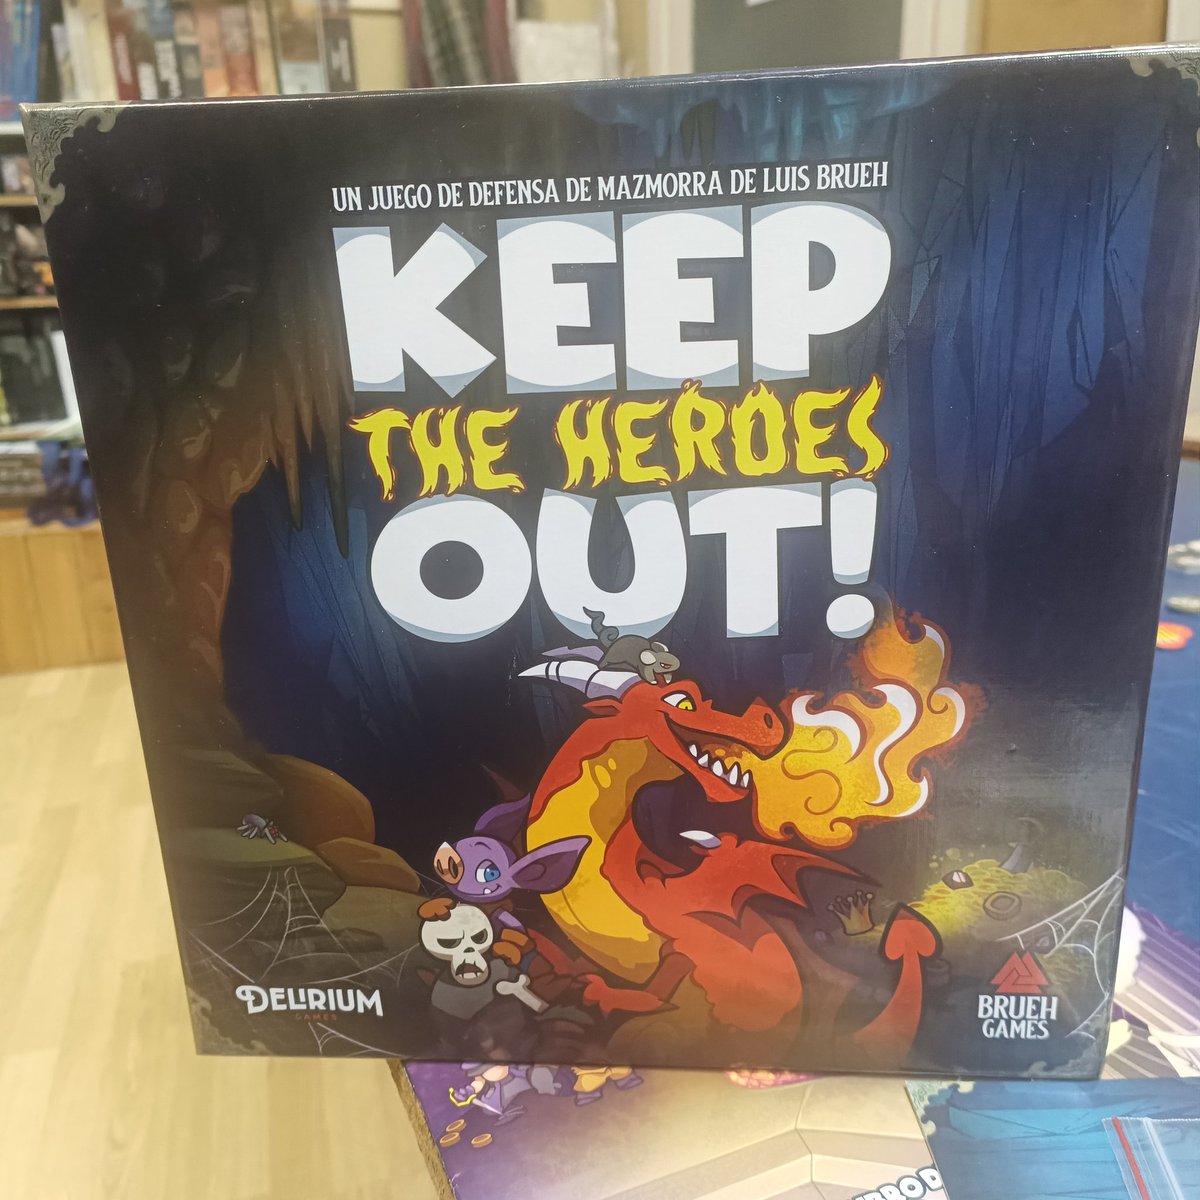 UN JUEGO DE DEFENSA DE MAZMORRA DE LUIS BRUEH
KEEP
THE HEROES
OUT!
DELIRIUM
GAMES
BRUEH
GAMES